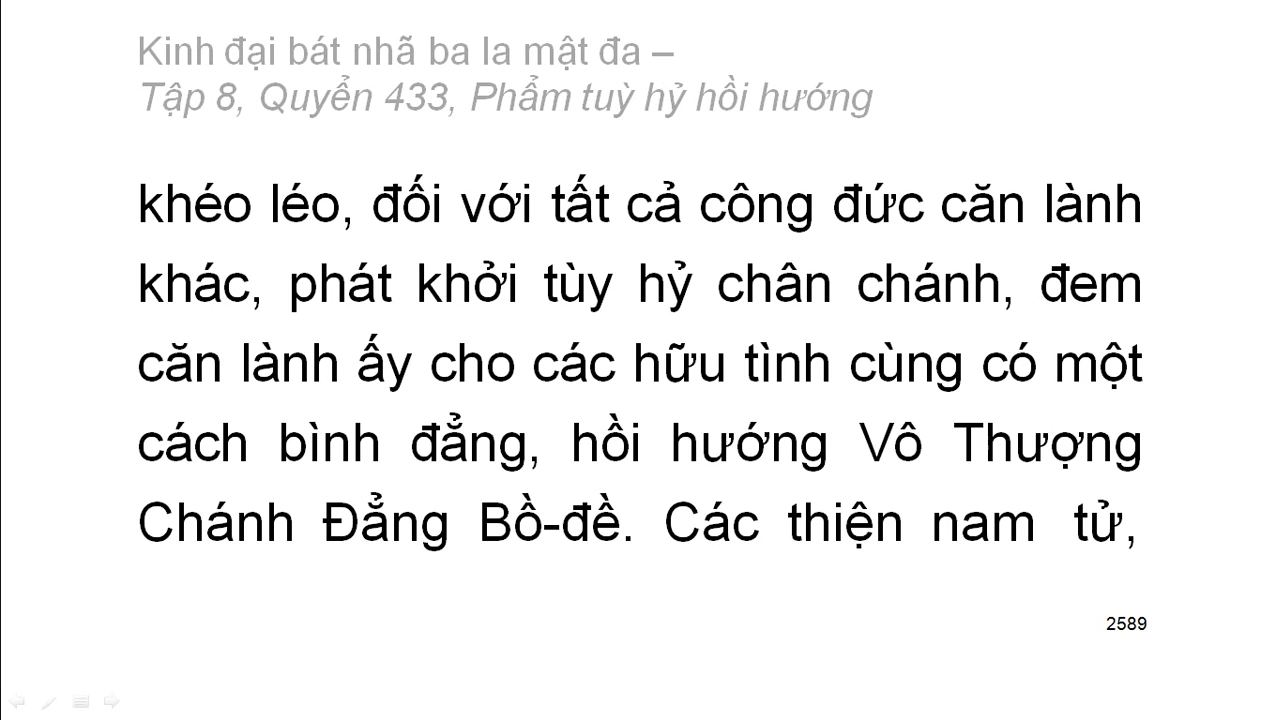 Kinh đại bát nhã ba la mật đa –
Tập 8, Quyển 433, Phẩm tuỳ hỷ hồi hướng
khéo léo, đối với tất cả công đức căn lành
khác, phát khởi tùy hỷ chân chánh, đem
căn lành ấy cho các hữu tình cùng có một
cách bình đẳng, hồi hướng Vô Thượng
Chánh Đẳng Bồ-đề. Các thiện nam tử,
2589